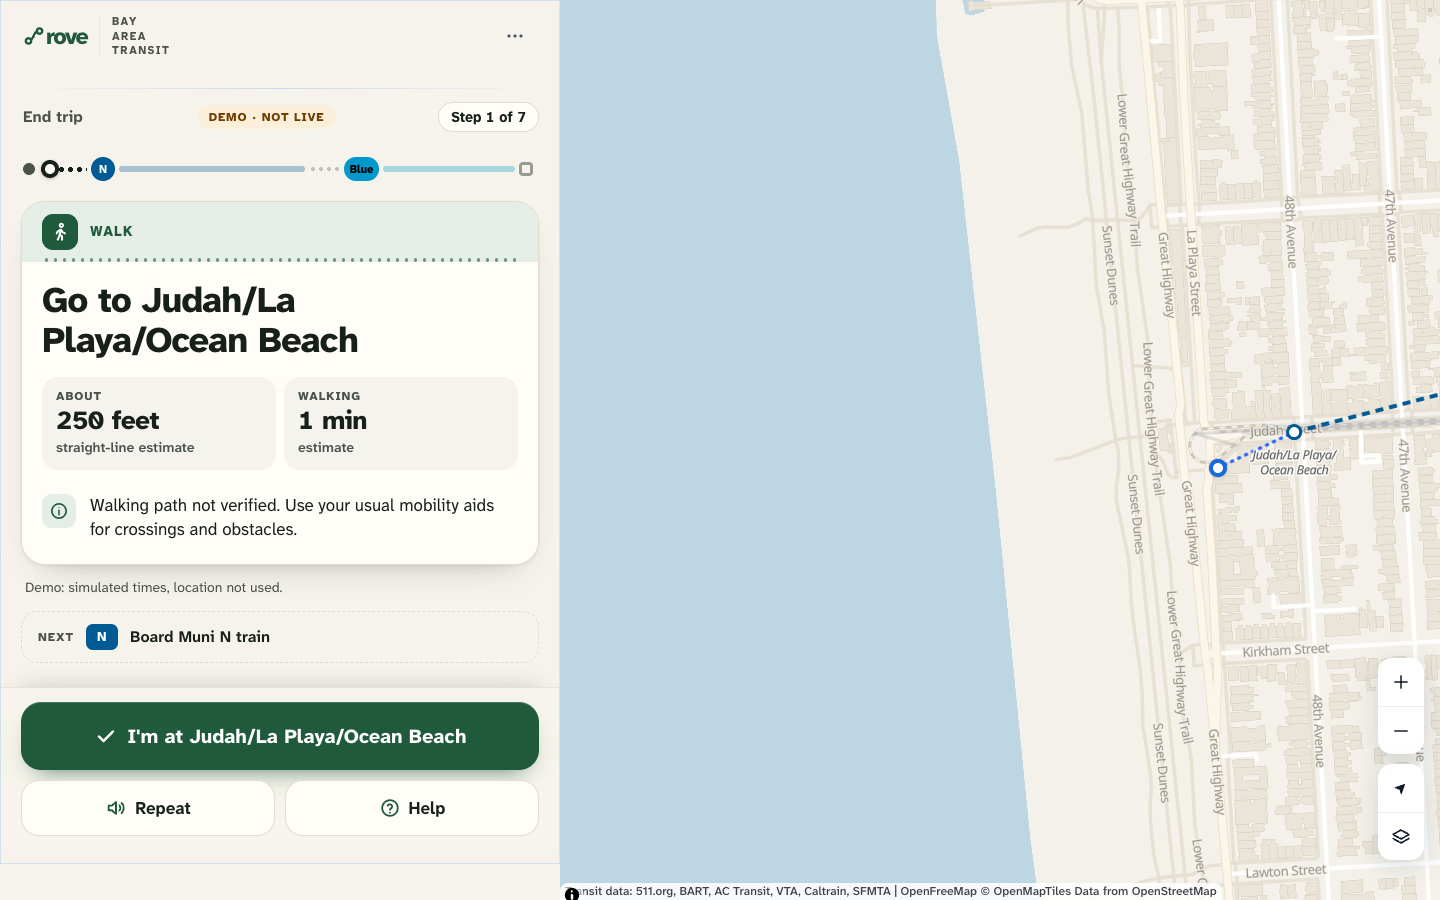 rove
BAY
AREA
TRANSIT
End trip
DEMO · NOT LIVE
Step 1 of 7
N
Blue
WALK
Go to Judah/La
Playa/Ocean Beach
ABOUT
250 feet
straight-line estimate
WALKING
1 min
estimate
Walking path not verified. Use your usual mobility aids
for crossings and obstacles.
Demo: simulated times, location not used.
NEXT
N
Board Muni N train
I'm at Judah/La Playa/Ocean Beach
Repeat
Help
Lower Great Highway Trail
Sunset Dunes
Great Highway
La Playa Street
48th Avenue
47th Avenue
Judah Street
Judah/La Playa/
Ocean Beach
Lower Great Highway Trail
Sunset Dunes
Great Highway
47th Avenue
Lower Great Highway Trail
Kirkham Street
48th Avenue
Sunset Dunes
Great Highway
Lawton Street
nsit data: 511.org, BART, AC Transit, VTA, Caltrain, SFMTA | OpenFreeMap © OpenMapTiles Data from OpenStreetMap